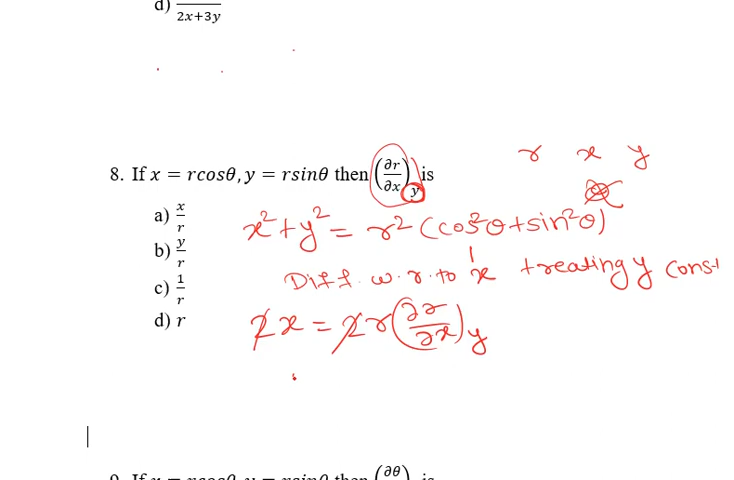 d) 2x+3y
r x y
8. If x = rcosθ, y = rsinθ then (∂r/∂x)y is
a) x/r
x² + y² = r² (cos²θ + sin²θ)
b) y/r
1
Diff. w.r.to x treating y const
c) 1/r
d) r
2x = 2r (∂r/∂x)y
9. If x = rcosθ, y = rsinθ then (∂θ is